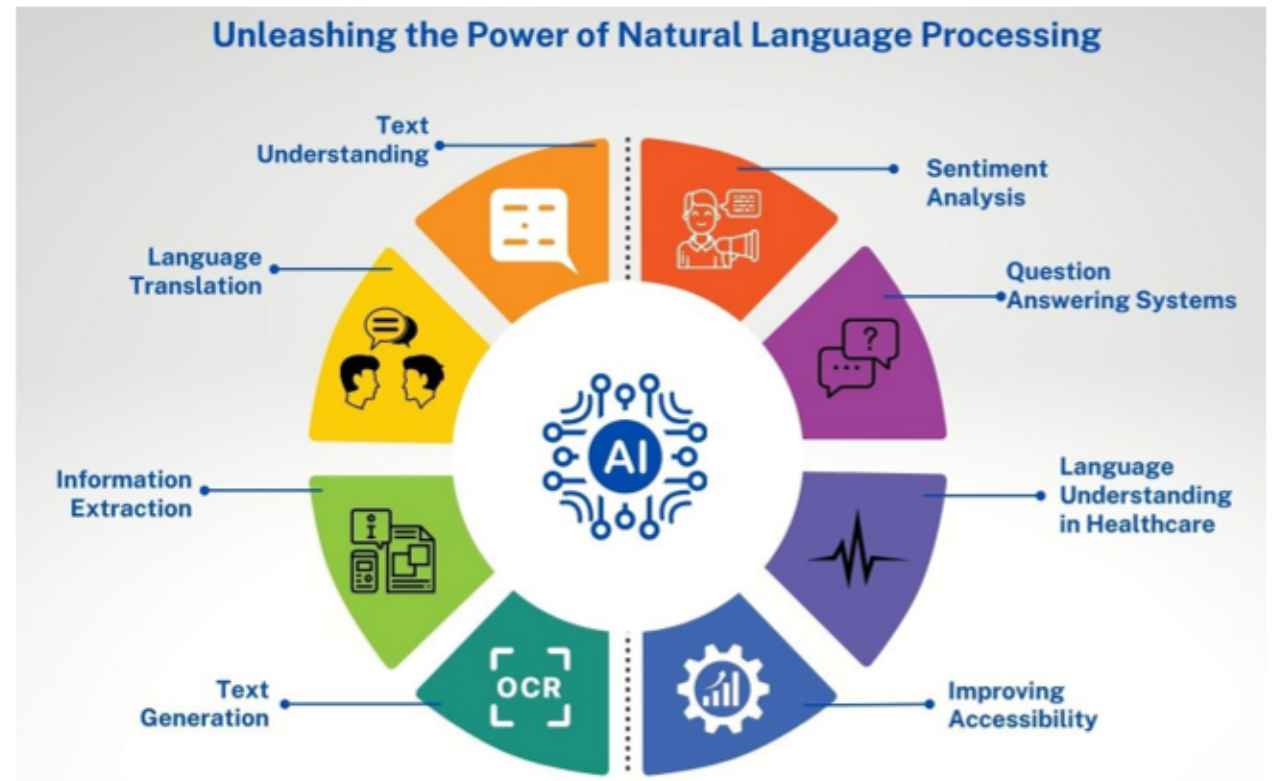 Unleashing the Power of Natural Language Processing
Text
Understanding
Sentiment
Analysis
Language
Translation
Question
Answering Systems
?
AI
Information
Extraction
i
Language
Understanding
in Healthcare
OCR
Text
Generation
Improving
Accessibility